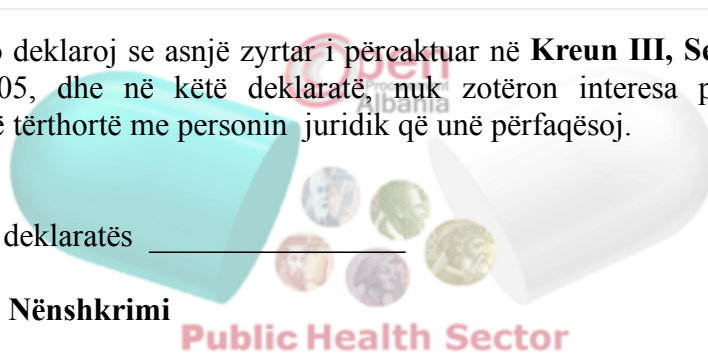 deklaroj se asnjë zyrtar i përcaktuar në Kreun III, Se
05, dhe në këtë deklaratë, nuk zotëron interesa p
tërthortë me personin juridik që unë përfaqësoj.
deklaratës ________________
Nënshkrimi
Open
Procurement
Albania
Public Health Sector